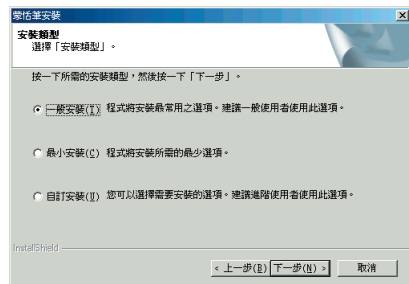 蒙恬筆安裝
安裝類型
選擇「安裝類型」。
按一下所需的安裝類型，然後按一下「下一步」。
一般安裝(T) 程式將安裝最常用之選項。建議一般使用者使用此選項。
最小安裝(C) 程式將安裝所需的最少選項。
自訂安裝(U) 您可以選擇需要安裝的選項。建議進階使用者使用此選項。
InstallShield
< 上一步(B) 下一步(N) > 取消